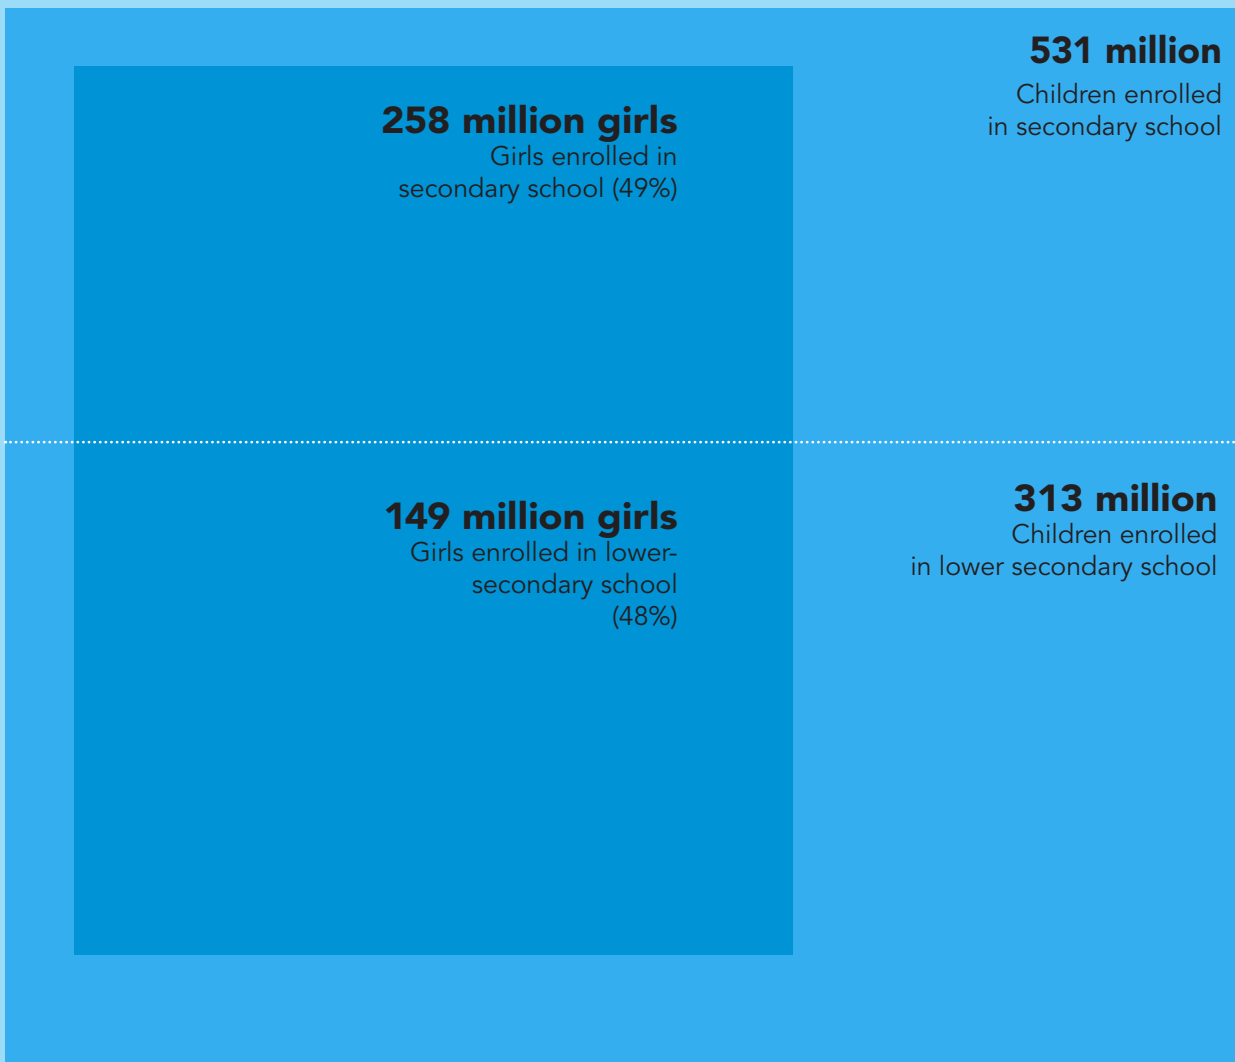 531 million
Children enrolled
in secondary school
258 million girls
Girls enrolled in
secondary school (49%)
313 million
Children enrolled
in lower secondary school
149 million girls
Girls enrolled in lower-
secondary school
(48%)